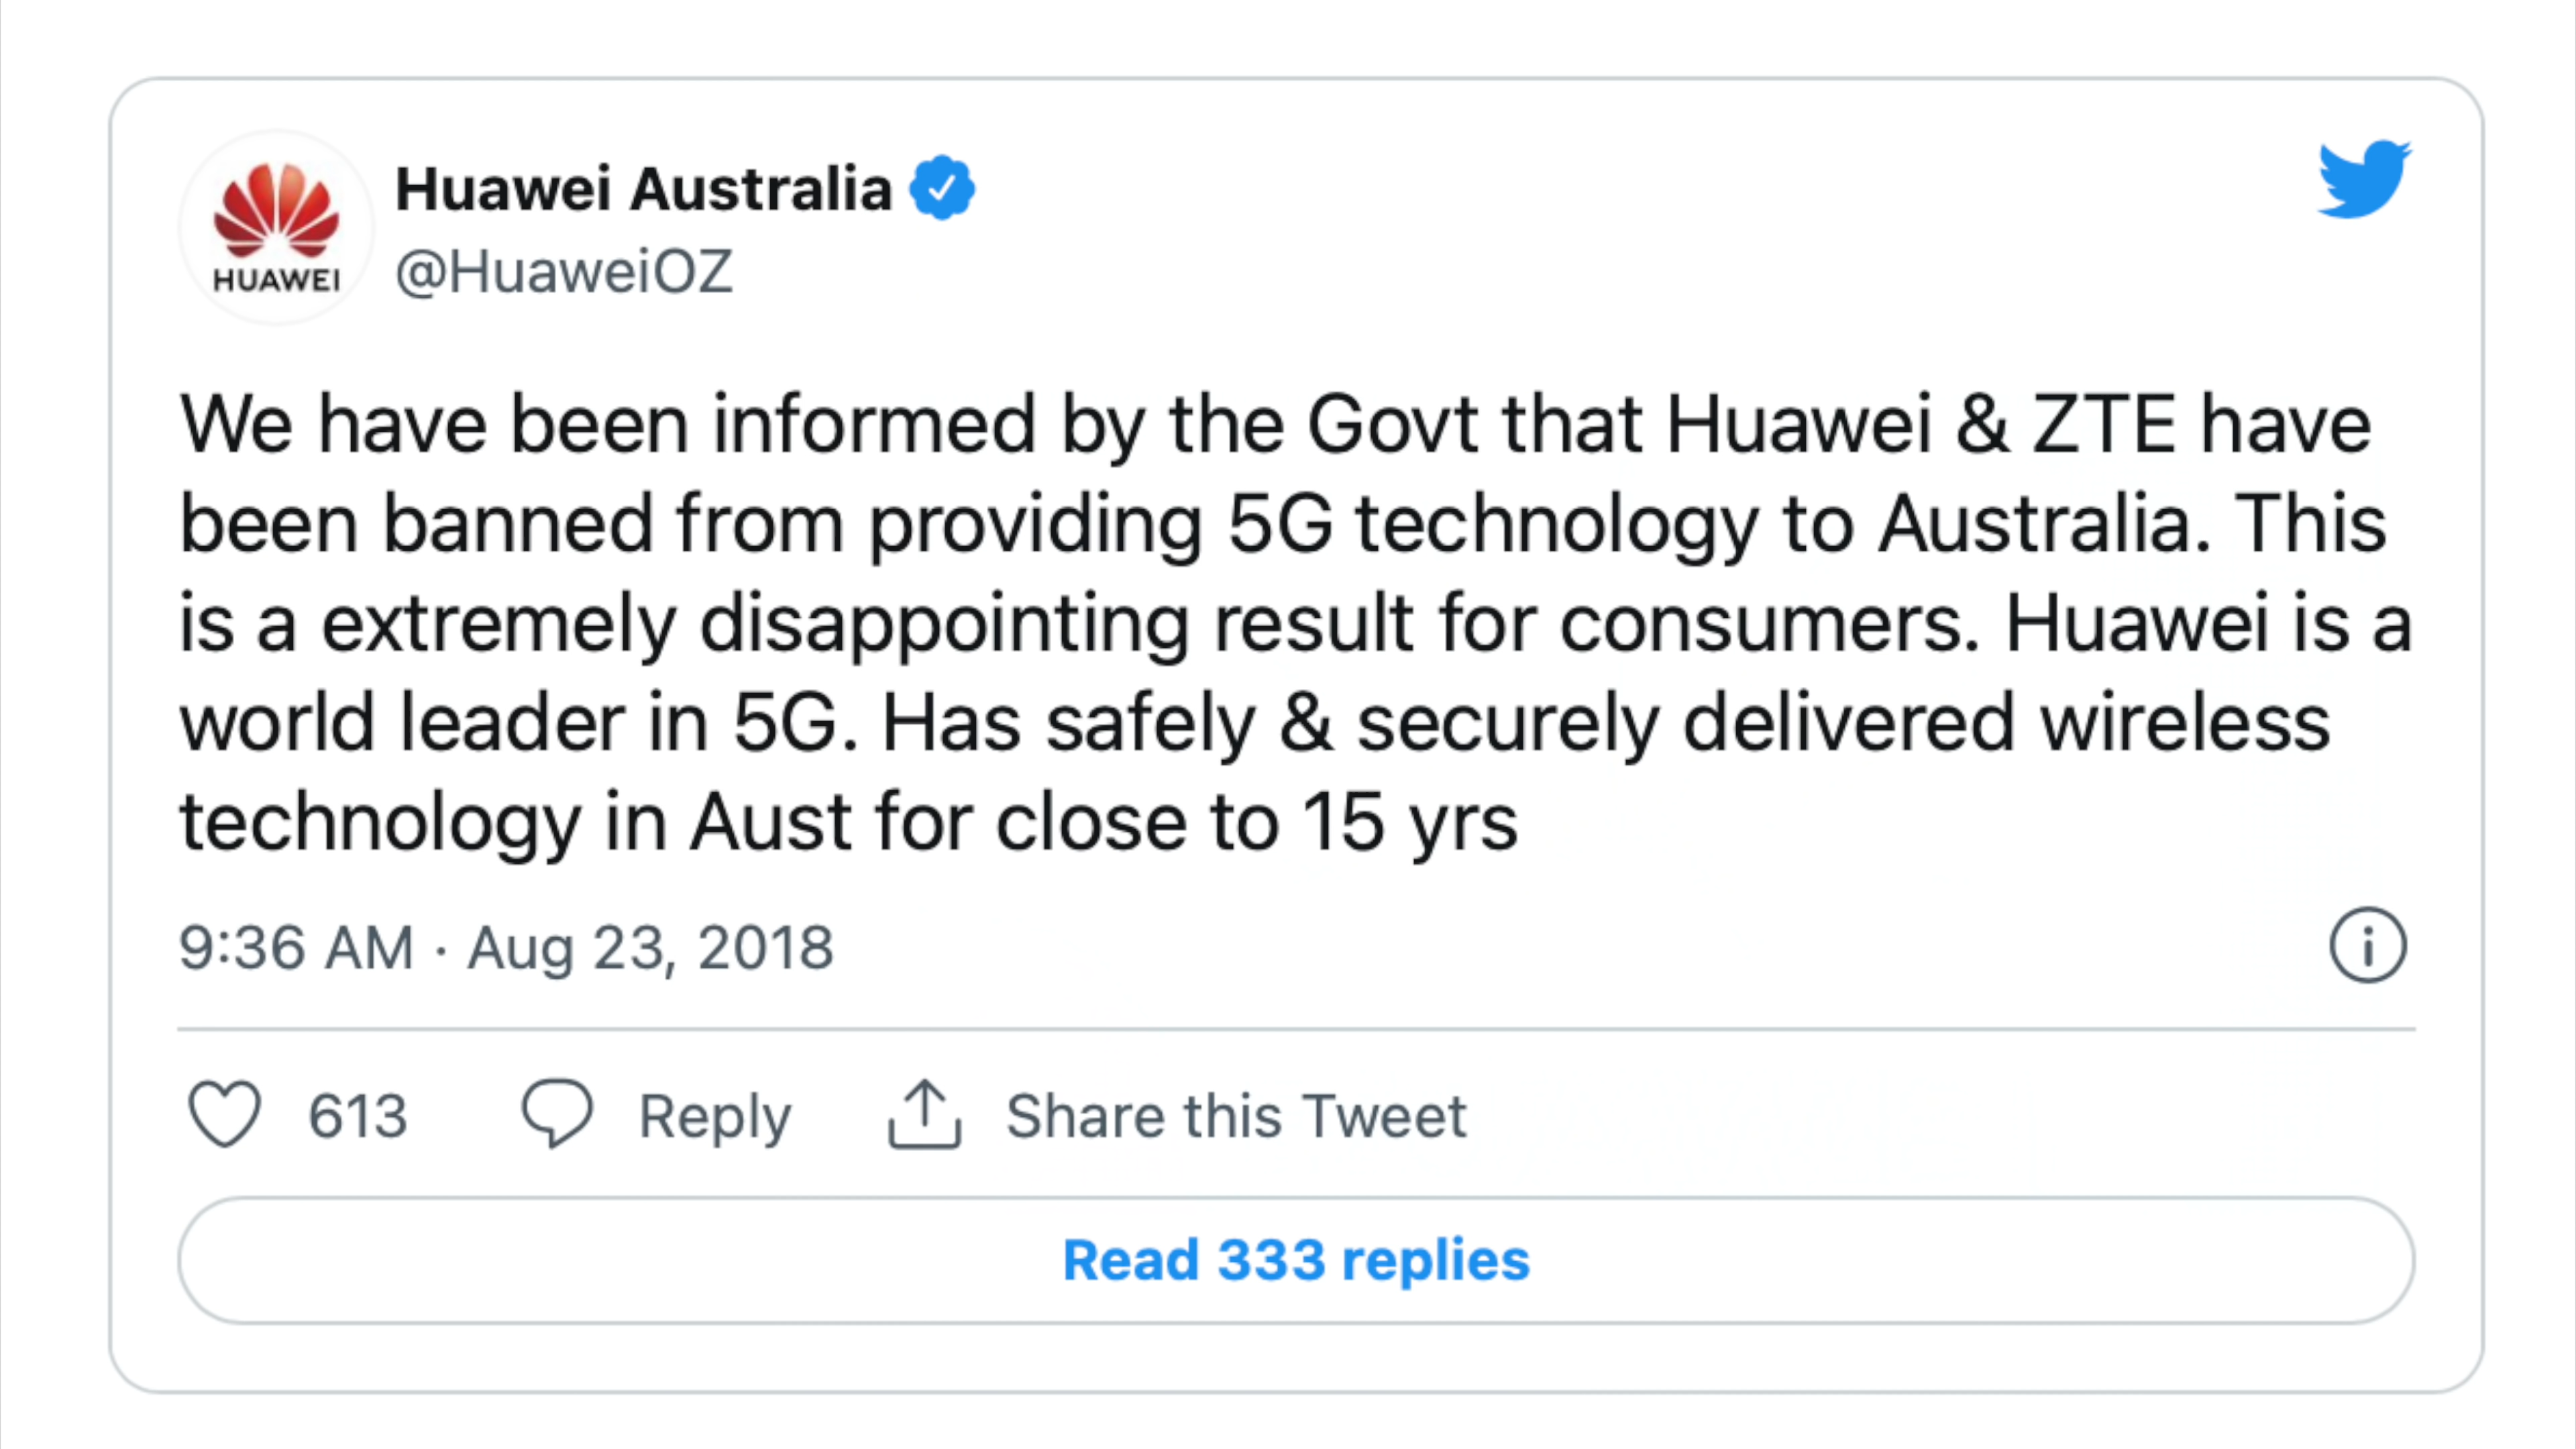 Huawei Australia
@HuaweiOZ
HUAWEI
We have been informed by the Govt that Huawei & ZTE have
been banned from providing 5G technology to Australia. This
is a extremely disappointing result for consumers. Huawei is a
world leader in 5G. Has safely & securely delivered wireless
technology in Aust for close to 15 yrs
9:36 AM · Aug 23, 2018
613 Reply Share this Tweet
Read 333 replies